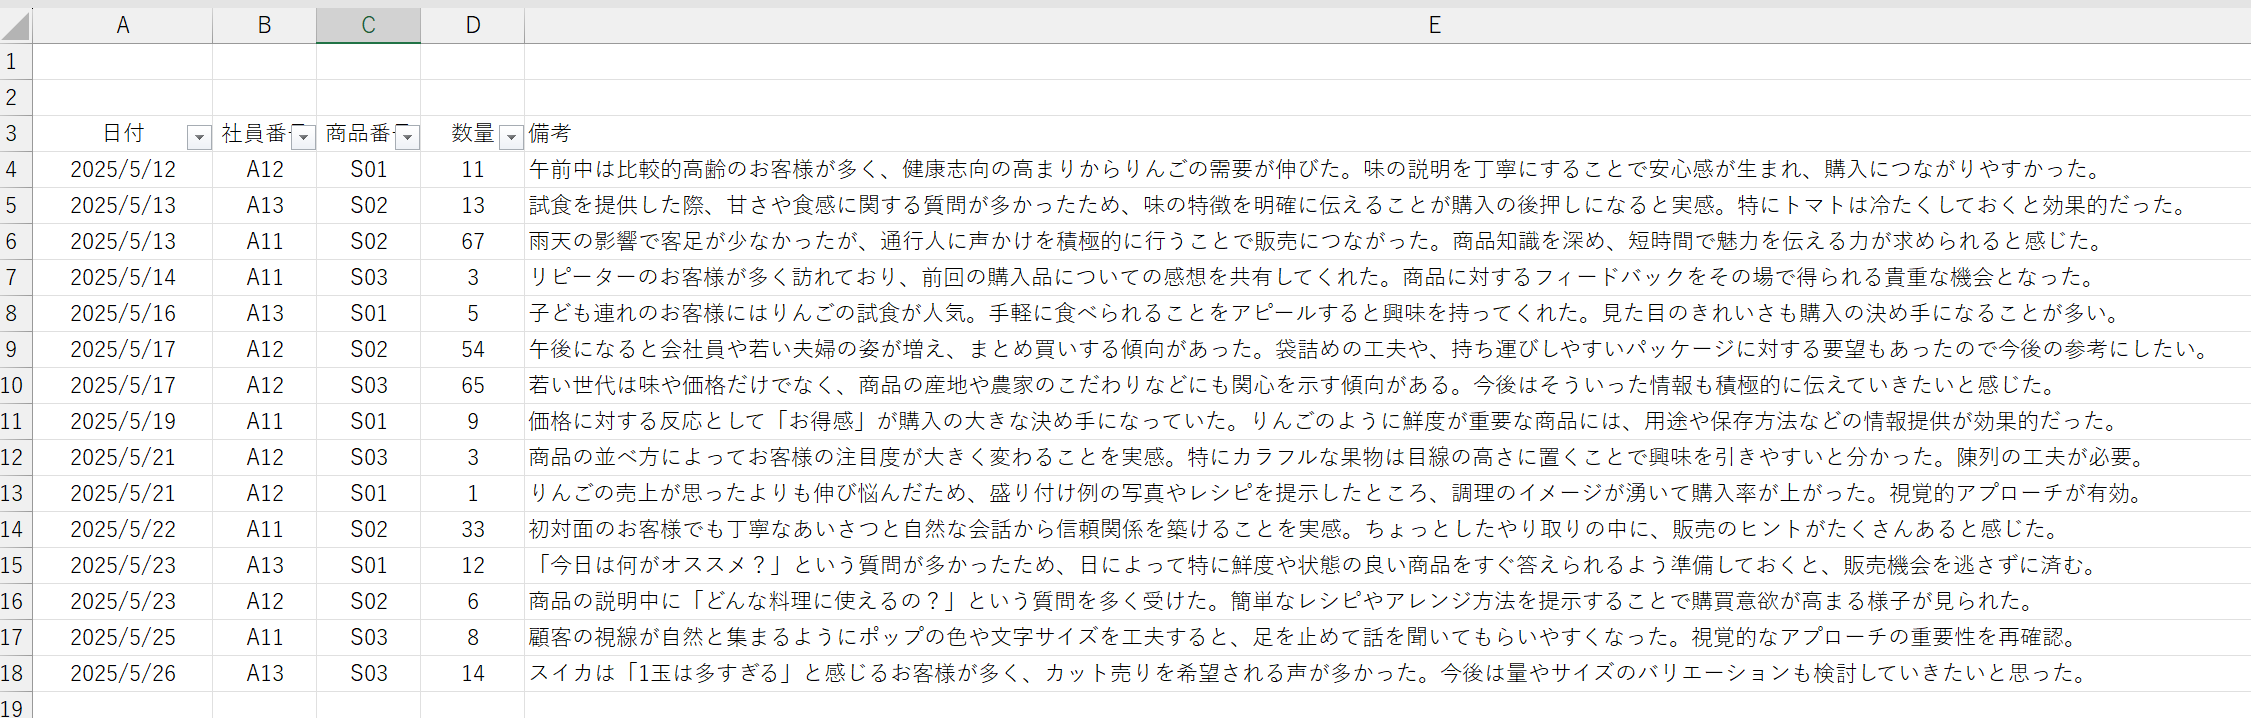 A B C D E
1
2
3 日付 社員番号 商品番号 数量 備考
4 2025/5/12 A12 S01 11 午前中は比較的高齢のお客様が多く、健康志向の高まりからりんごの需要が伸びた。味の説明を丁寧にすることで安心感が生まれ、購入につながりやすかった。
5 2025/5/13 A13 S02 13 試食を提供した際、甘さや食感に関する質問が多かったため、味の特徴を明確に伝えることが購入の後押しになると実感。特にトマトは冷たくしておくと効果的だった。
6 2025/5/13 A11 S02 67 雨天の影響で客足が少なかったが、通行人に声かけを積極的に行うことで販売につながった。商品知識を深め、短時間で魅力を伝える力が求められると感じた。
7 2025/5/14 A11 S03 3 リピーターのお客様が多く訪れており、前回の購入品についての感想を共有してくれた。商品に対するフィードバックをその場で得られる貴重な機会となった。
8 2025/5/16 A13 S01 5 子ども連れのお客様にはりんごの試食が人気。手軽に食べられることをアピールすると興味を持ってくれた。見た目のきれいさも購入の決め手になることが多い。
9 2025/5/17 A12 S02 54 午後になると会社員や若い夫婦の姿が増え、まとめ買いする傾向があった。袋詰めの工夫や、持ち運びしやすいパッケージに対する要望もあったので今後の参考にしたい。
10 2025/5/17 A12 S03 65 若い世代は味や価格だけでなく、商品の産地や農家のこだわりなどにも関心を示す傾向がある。今後はそういった情報も積極的に伝えていきたいと感じた。
11 2025/5/19 A11 S01 9 価格に対する反応として「お得感」が購入の大きな決め手になっていた。りんごのように鮮度が重要な商品には、用途や保存方法などの情報提供が効果的だった。
12 2025/5/21 A12 S03 3 商品の並べ方によってお客様の注目度が大きく変わることを実感。特にカラフルな果物は目線の高さに置くことで興味を引きやすいと分かった。陳列の工夫が必要。
13 2025/5/21 A12 S01 1 りんごの売上が思ったよりも伸び悩んだため、盛り付け例の写真やレシピを提示したところ、調理のイメージが湧いて購入率が上がった。視覚的アプローチが有効。
14 2025/5/22 A11 S02 33 初対面のお客様でも丁寧なあいさつと自然な会話から信頼関係を築けることを実感。ちょっとしたやり取りの中に、販売のヒントがたくさんあると感じた。
15 2025/5/23 A13 S01 12 「今日は何がオススメ？」という質問が多かったため、日によって特に鮮度や状態の良い商品をすぐ答えられるよう準備しておくと、販売機会を逃さずに済む。
16 2025/5/23 A12 S02 6 商品の説明中に「どんな料理に使えるの？」という質問を多く受けた。簡単なレシピやアレンジ方法を提示することで購買意欲が高まる様子が見られた。
17 2025/5/25 A11 S03 8 顧客の視線が自然と集まるようにポップの色や文字サイズを工夫すると、足を止めて話を聞いてもらいやすくなった。視覚的なアプローチの重要性を再確認。
18 2025/5/26 A13 S03 14 スイカは「1玉は多すぎる」と感じるお客様が多く、カット売りを希望される声が多かった。今後は量やサイズのバリエーションも検討していきたいと思った。
19